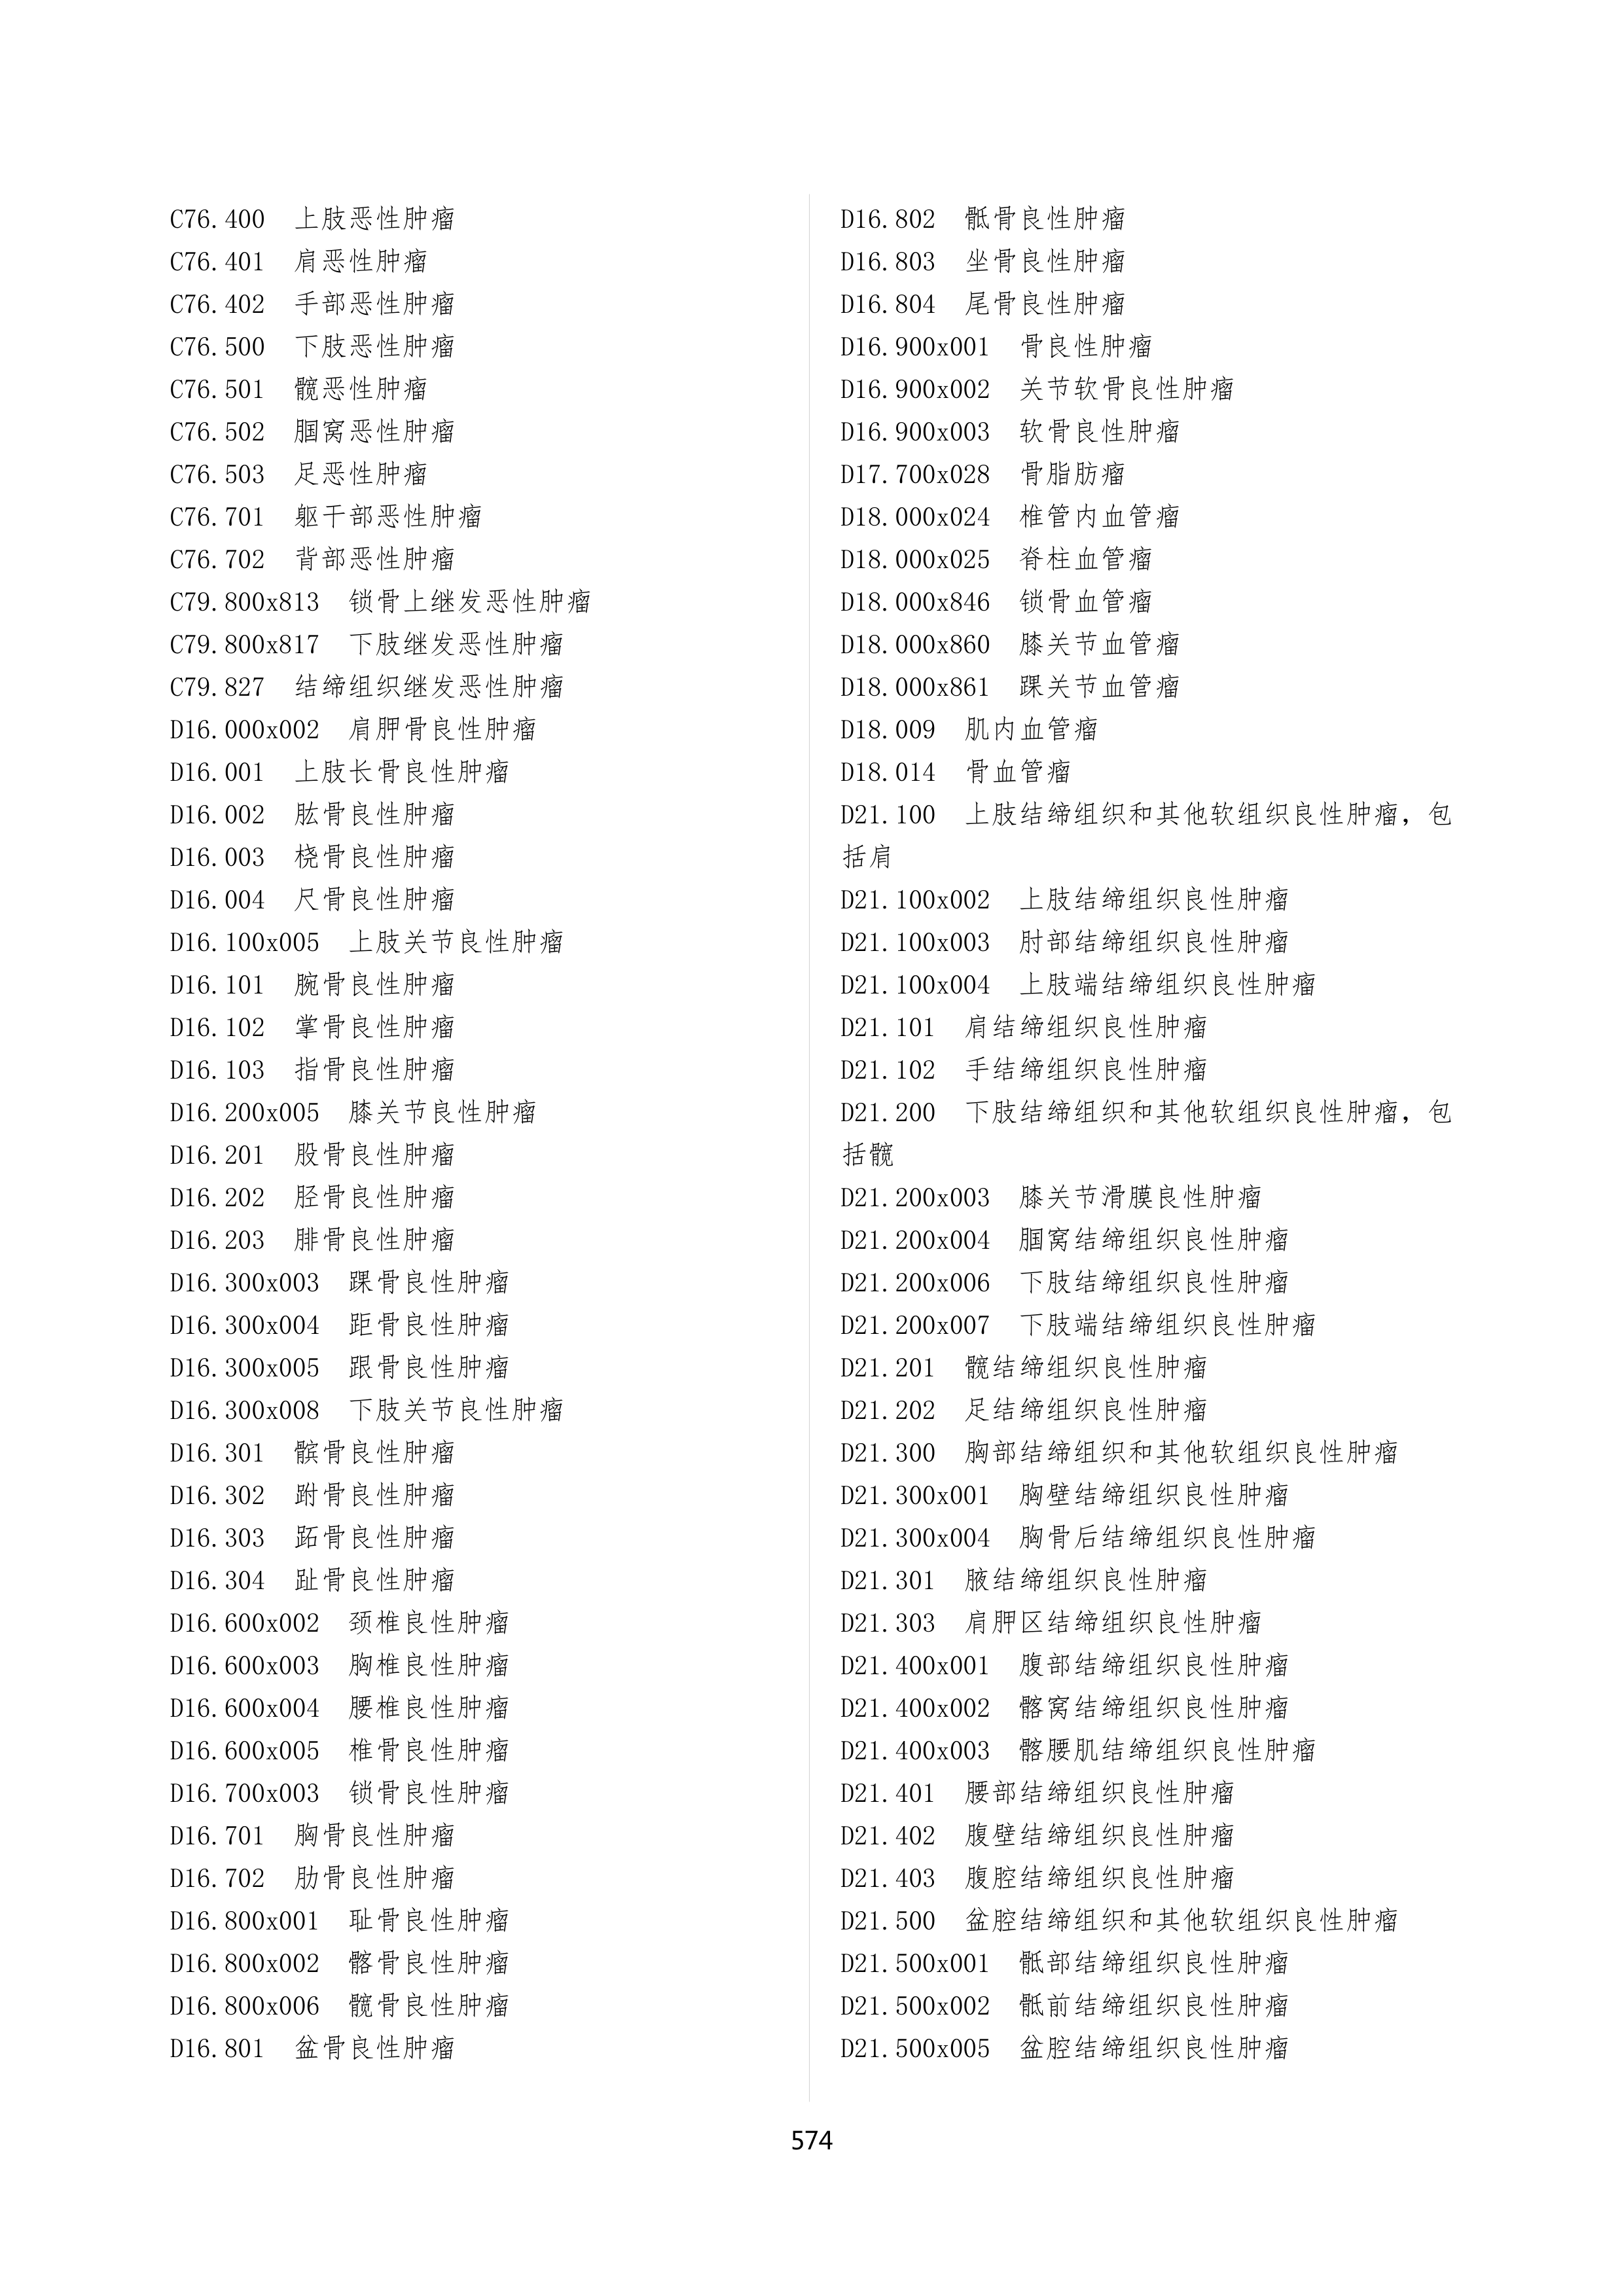 C76.400 上肢恶性肿瘤
C76.401 肩恶性肿瘤
C76.402 手部恶性肿瘤
C76.500 下肢恶性肿瘤
C76.501 髋恶性肿瘤
C76.502 腘窝恶性肿瘤
C76.503 足恶性肿瘤
C76.701 躯干部恶性肿瘤
C76.702 背部恶性肿瘤
C79.800x813 锁骨上继发恶性肿瘤
C79.800x817 下肢继发恶性肿瘤
C79.827 结缔组织继发恶性肿瘤
D16.000x002 肩胛骨良性肿瘤
D16.001 上肢长骨良性肿瘤
D16.002 肱骨良性肿瘤
D16.003 桡骨良性肿瘤
D16.004 尺骨良性肿瘤
D16.100x005 上肢关节良性肿瘤
D16.101 腕骨良性肿瘤
D16.102 掌骨良性肿瘤
D16.103 指骨良性肿瘤
D16.200x005 膝关节良性肿瘤
D16.201 股骨良性肿瘤
D16.202 胫骨良性肿瘤
D16.203 腓骨良性肿瘤
D16.300x003 踝骨良性肿瘤
D16.300x004 距骨良性肿瘤
D16.300x005 跟骨良性肿瘤
D16.300x008 下肢关节良性肿瘤
D16.301 髌骨良性肿瘤
D16.302 跗骨良性肿瘤
D16.303 跖骨良性肿瘤
D16.304 趾骨良性肿瘤
D16.600x002 颈椎良性肿瘤
D16.600x003 胸椎良性肿瘤
D16.600x004 腰椎良性肿瘤
D16.600x005 椎骨良性肿瘤
D16.700x003 锁骨良性肿瘤
D16.701 胸骨良性肿瘤
D16.702 肋骨良性肿瘤
D16.800x001 耻骨良性肿瘤
D16.800x002 髂骨良性肿瘤
D16.800x006 髋骨良性肿瘤
D16.801 盆骨良性肿瘤
D16.802 骶骨良性肿瘤
D16.803 坐骨良性肿瘤
D16.804 尾骨良性肿瘤
D16.900x001 骨良性肿瘤
D16.900x002 关节软骨良性肿瘤
D16.900x003 软骨良性肿瘤
D17.700x028 骨脂肪瘤
D18.000x024 椎管内血管瘤
D18.000x025 脊柱血管瘤
D18.000x846 锁骨血管瘤
D18.000x860 膝关节血管瘤
D18.000x861 踝关节血管瘤
D18.009 肌内血管瘤
D18.014 骨血管瘤
D21.100 上肢结缔组织和其他软组织良性肿瘤，包
括肩
D21.100x002 上肢结缔组织良性肿瘤
D21.100x003 肘部结缔组织良性肿瘤
D21.100x004 上肢端结缔组织良性肿瘤
D21.101 肩结缔组织良性肿瘤
D21.102 手结缔组织良性肿瘤
D21.200 下肢结缔组织和其他软组织良性肿瘤，包
括髋
D21.200x003 膝关节滑膜良性肿瘤
D21.200x004 腘窝结缔组织良性肿瘤
D21.200x006 下肢结缔组织良性肿瘤
D21.200x007 下肢端结缔组织良性肿瘤
D21.201 髋结缔组织良性肿瘤
D21.202 足结缔组织良性肿瘤
D21.300 胸部结缔组织和其他软组织良性肿瘤
D21.300x001 胸壁结缔组织良性肿瘤
D21.300x004 胸骨后结缔组织良性肿瘤
D21.301 腋结缔组织良性肿瘤
D21.303 肩胛区结缔组织良性肿瘤
D21.400x001 腹部结缔组织良性肿瘤
D21.400x002 髂窝结缔组织良性肿瘤
D21.400x003 髂腰肌结缔组织良性肿瘤
D21.401 腰部结缔组织良性肿瘤
D21.402 腹壁结缔组织良性肿瘤
D21.403 腹腔结缔组织良性肿瘤
D21.500 盆腔结缔组织和其他软组织良性肿瘤
D21.500x001 骶部结缔组织良性肿瘤
D21.500x002 骶前结缔组织良性肿瘤
D21.500x005 盆腔结缔组织良性肿瘤
574